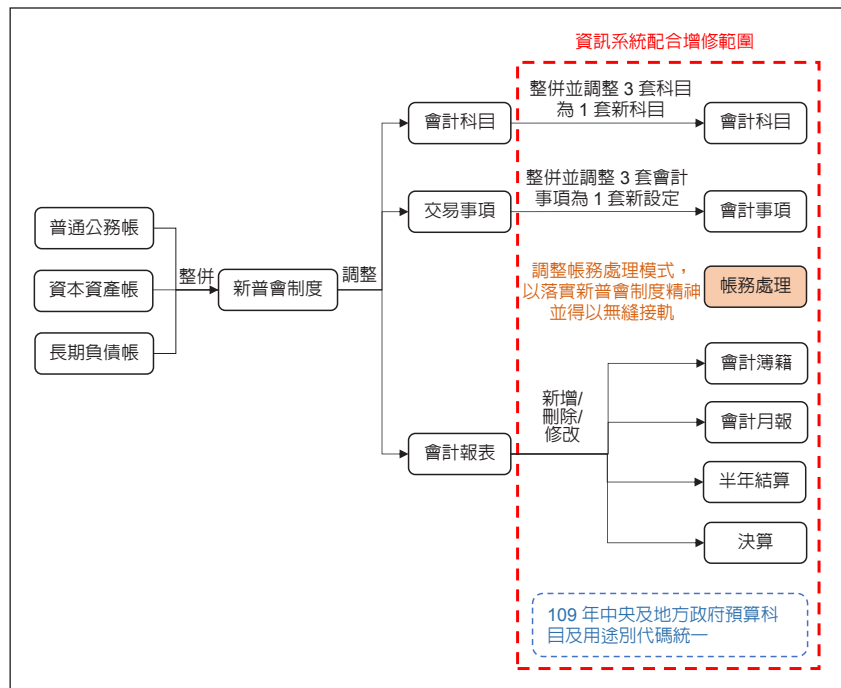 資訊系統配合增修範圍
普通公務帳
資本資產帳
長期負債帳
整併
新普會制度
調整
會計科目
整併並調整 3 套科目
為 1 套新科目
會計科目
交易事項
整併並調整 3 套會計
事項為 1 套新設定
會計事項
調整帳務處理模式，
以落實新普會制度精神
並得以無縫接軌
帳務處理
會計報表
新增/
刪除/
修改
會計簿籍
會計月報
半年結算
決算
109 年中央及地方政府預算科
目及用途別代碼統一